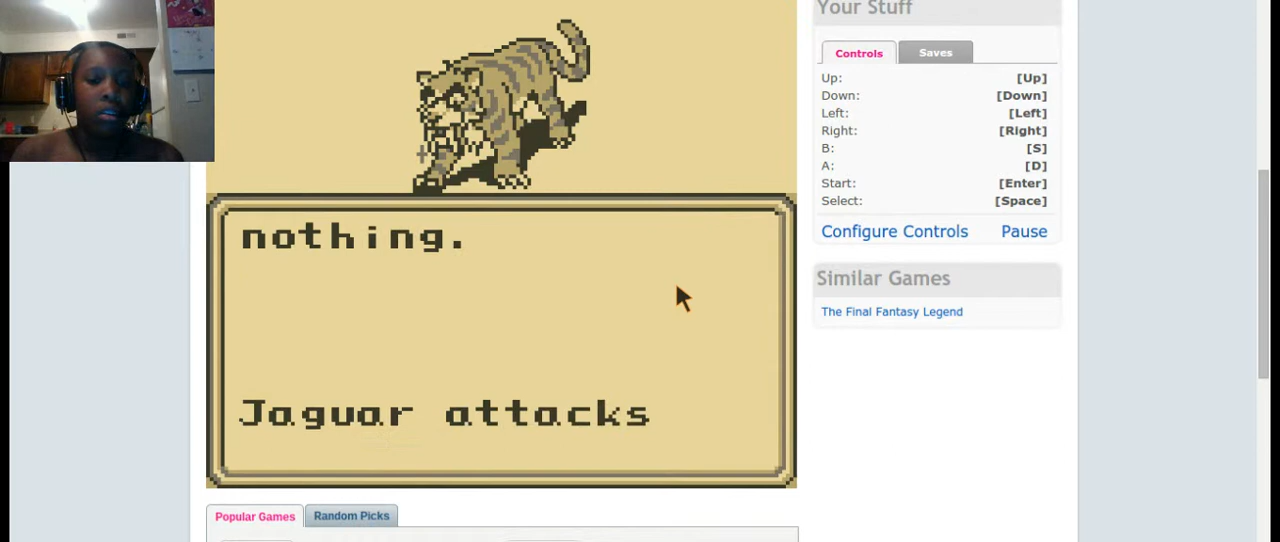 nothing.
Jaguar attacks
Your Stuff
Controls
Saves
Up: [Up]
Down: [Down]
Left: [Left]
Right: [Right]
B: [S]
A: [D]
Start: [Enter]
Select: [Space]
Configure Controls
Pause
Similar Games
The Final Fantasy Legend
Popular Games
Random Picks